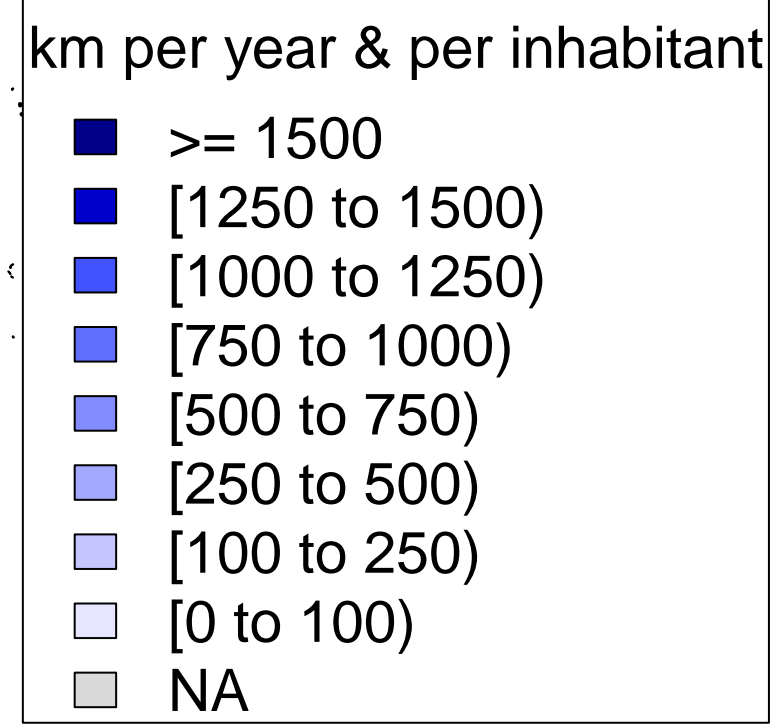 km per year & per inhabitant
>= 1500
[1250 to 1500)
[1000 to 1250)
[750 to 1000)
[500 to 750)
[250 to 500)
[100 to 250)
[0 to 100)
NA